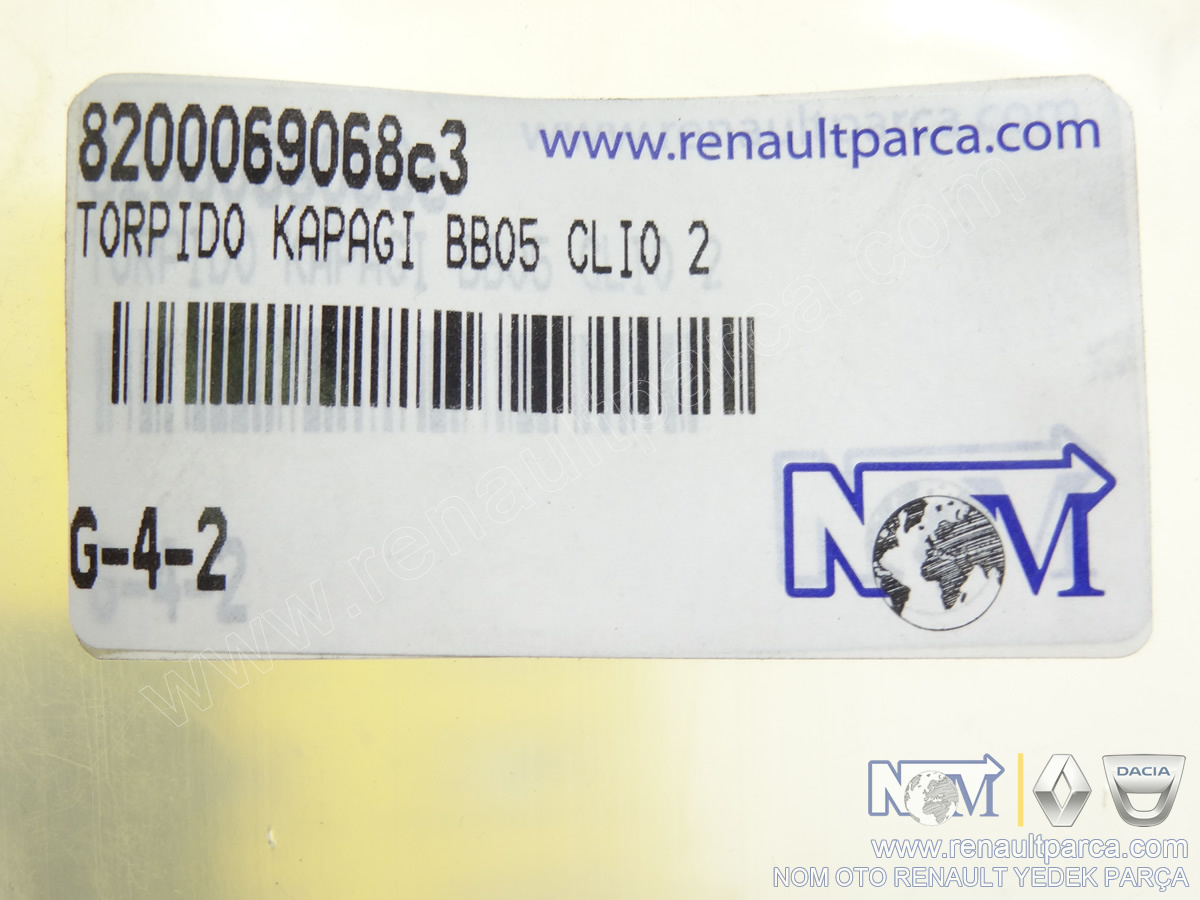 8200069068c3
www.renaultparca.com
TORPIDO KAPAGI BB05 CLIO 2
G-4-2
NOM
www.renaultparca.com
NOM
DACIA
www.renaultparca.com
NOM OTO RENAULT YEDEK PARÇA